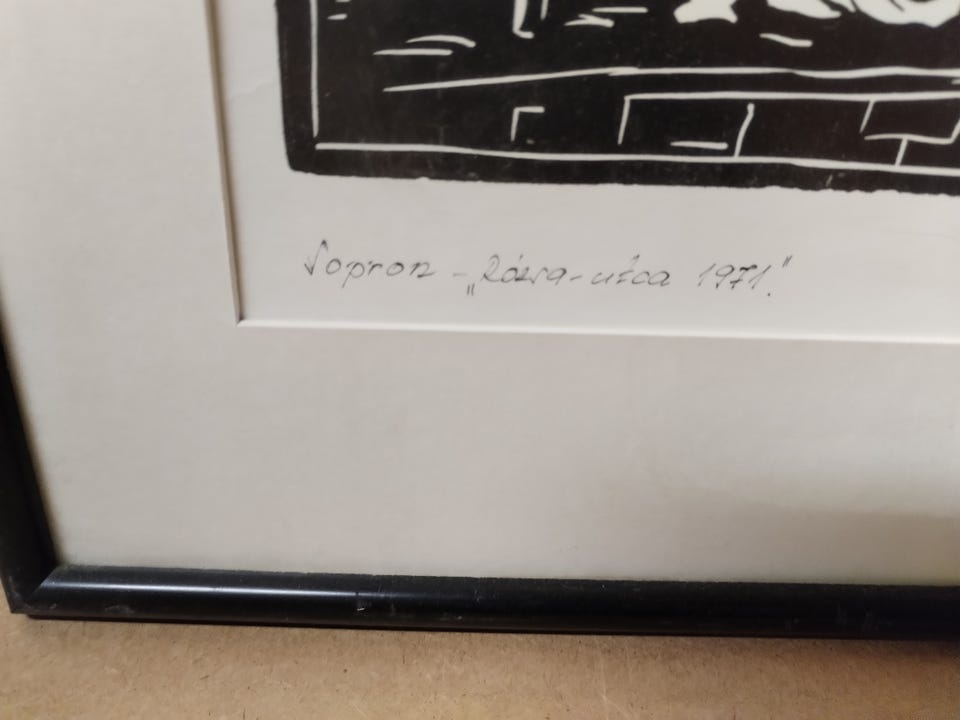 Sopron - „Rózsa-utca 1971."